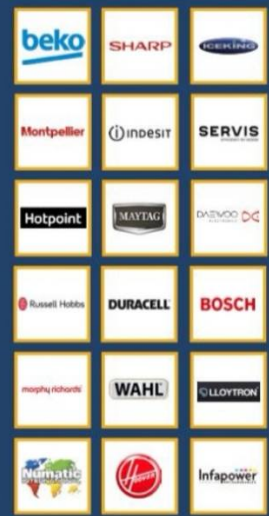 beko
SHARP
ICEKING
Montpellier
indesit
SERVIS
Hotpoint
MAYTAG
DAEWOO
Russell Hobbs
DURACELL
BOSCH
morphy richards
WAHL
LLOYTRON
Numatic
Hoover
Infapower